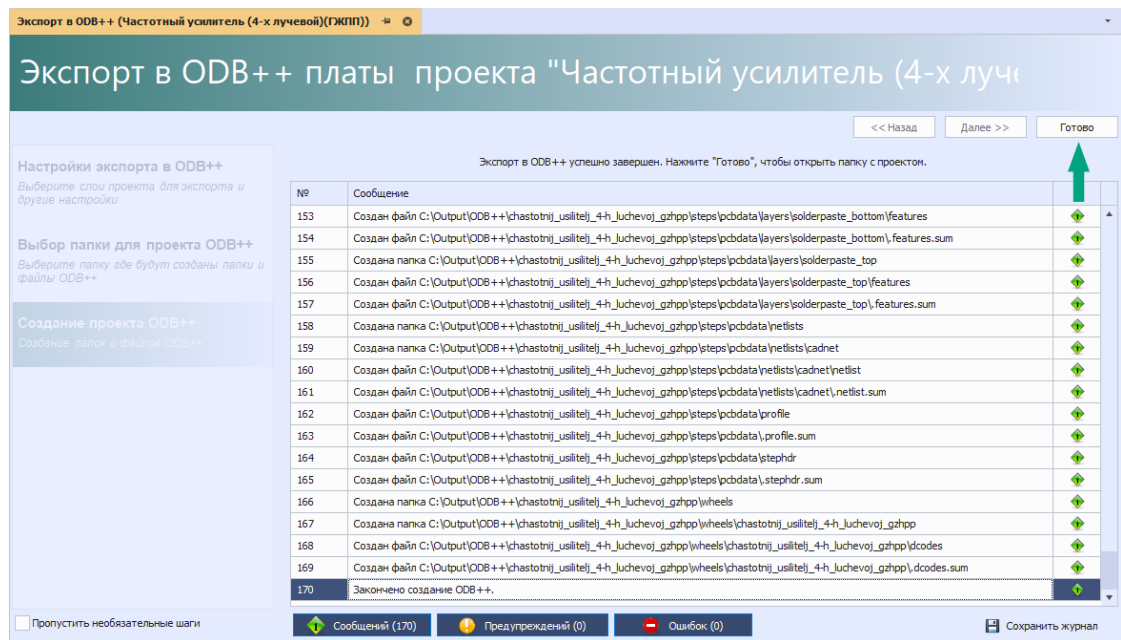 Экспорт в ODB++ (Частотный усилитель (4-х лучевой)(ГЖПП))
Экспорт в ODB++ платы проекта "Частотный усилитель (4-х луче
<< Назад Далее >> Готово
Настройки экспорта в ODB++
Выберите слои проекта для экспорта и
другие настройки
Выбор папки для проекта ODB++
Выберите папку где будут созданы папки и
файлы ODB++
Создание проекта ODB++
Создание папок и файлов ODB++
Экспорт в ODB++ успешно завершен. Нажмите "Готово", чтобы открыть папку с проектом.
№ Сообщение
153 Создан файл C:\Output\ODB++\chastotnij_usilitelj_4-h_luchevoj_gzhpp\steps\pcbdata\layers\solderpaste_bottom\features
154 Создан файл C:\Output\ODB++\chastotnij_usilitelj_4-h_luchevoj_gzhpp\steps\pcbdata\layers\solderpaste_bottom\.features.sum
155 Создана папка C:\Output\ODB++\chastotnij_usilitelj_4-h_luchevoj_gzhpp\steps\pcbdata\layers\solderpaste_top
156 Создан файл C:\Output\ODB++\chastotnij_usilitelj_4-h_luchevoj_gzhpp\steps\pcbdata\layers\solderpaste_top\features
157 Создан файл C:\Output\ODB++\chastotnij_usilitelj_4-h_luchevoj_gzhpp\steps\pcbdata\layers\solderpaste_top\.features.sum
158 Создана папка C:\Output\ODB++\chastotnij_usilitelj_4-h_luchevoj_gzhpp\steps\pcbdata\netlists
159 Создана папка C:\Output\ODB++\chastotnij_usilitelj_4-h_luchevoj_gzhpp\steps\pcbdata\netlists\cadnet
160 Создан файл C:\Output\ODB++\chastotnij_usilitelj_4-h_luchevoj_gzhpp\steps\pcbdata\netlists\cadnet\netlist
161 Создан файл C:\Output\ODB++\chastotnij_usilitelj_4-h_luchevoj_gzhpp\steps\pcbdata\netlists\cadnet\.netlist.sum
162 Создан файл C:\Output\ODB++\chastotnij_usilitelj_4-h_luchevoj_gzhpp\steps\pcbdata\profile
163 Создан файл C:\Output\ODB++\chastotnij_usilitelj_4-h_luchevoj_gzhpp\steps\pcbdata\.profile.sum
164 Создан файл C:\Output\ODB++\chastotnij_usilitelj_4-h_luchevoj_gzhpp\steps\pcbdata\stephdr
165 Создан файл C:\Output\ODB++\chastotnij_usilitelj_4-h_luchevoj_gzhpp\steps\pcbdata\.stephdr.sum
166 Создана папка C:\Output\ODB++\chastotnij_usilitelj_4-h_luchevoj_gzhpp\wheels
167 Создана папка C:\Output\ODB++\chastotnij_usilitelj_4-h_luchevoj_gzhpp\wheels\chastotnij_usilitelj_4-h_luchevoj_gzhpp
168 Создан файл C:\Output\ODB++\chastotnij_usilitelj_4-h_luchevoj_gzhpp\wheels\chastotnij_usilitelj_4-h_luchevoj_gzhpp\dcodes
169 Создан файл C:\Output\ODB++\chastotnij_usilitelj_4-h_luchevoj_gzhpp\wheels\chastotnij_usilitelj_4-h_luchevoj_gzhpp\.dcodes.sum
170 Закончено создание ODB++.
Пропустить необязательные шаги
Сообщений (170) Предупреждений (0) Ошибок (0) Сохранить журнал